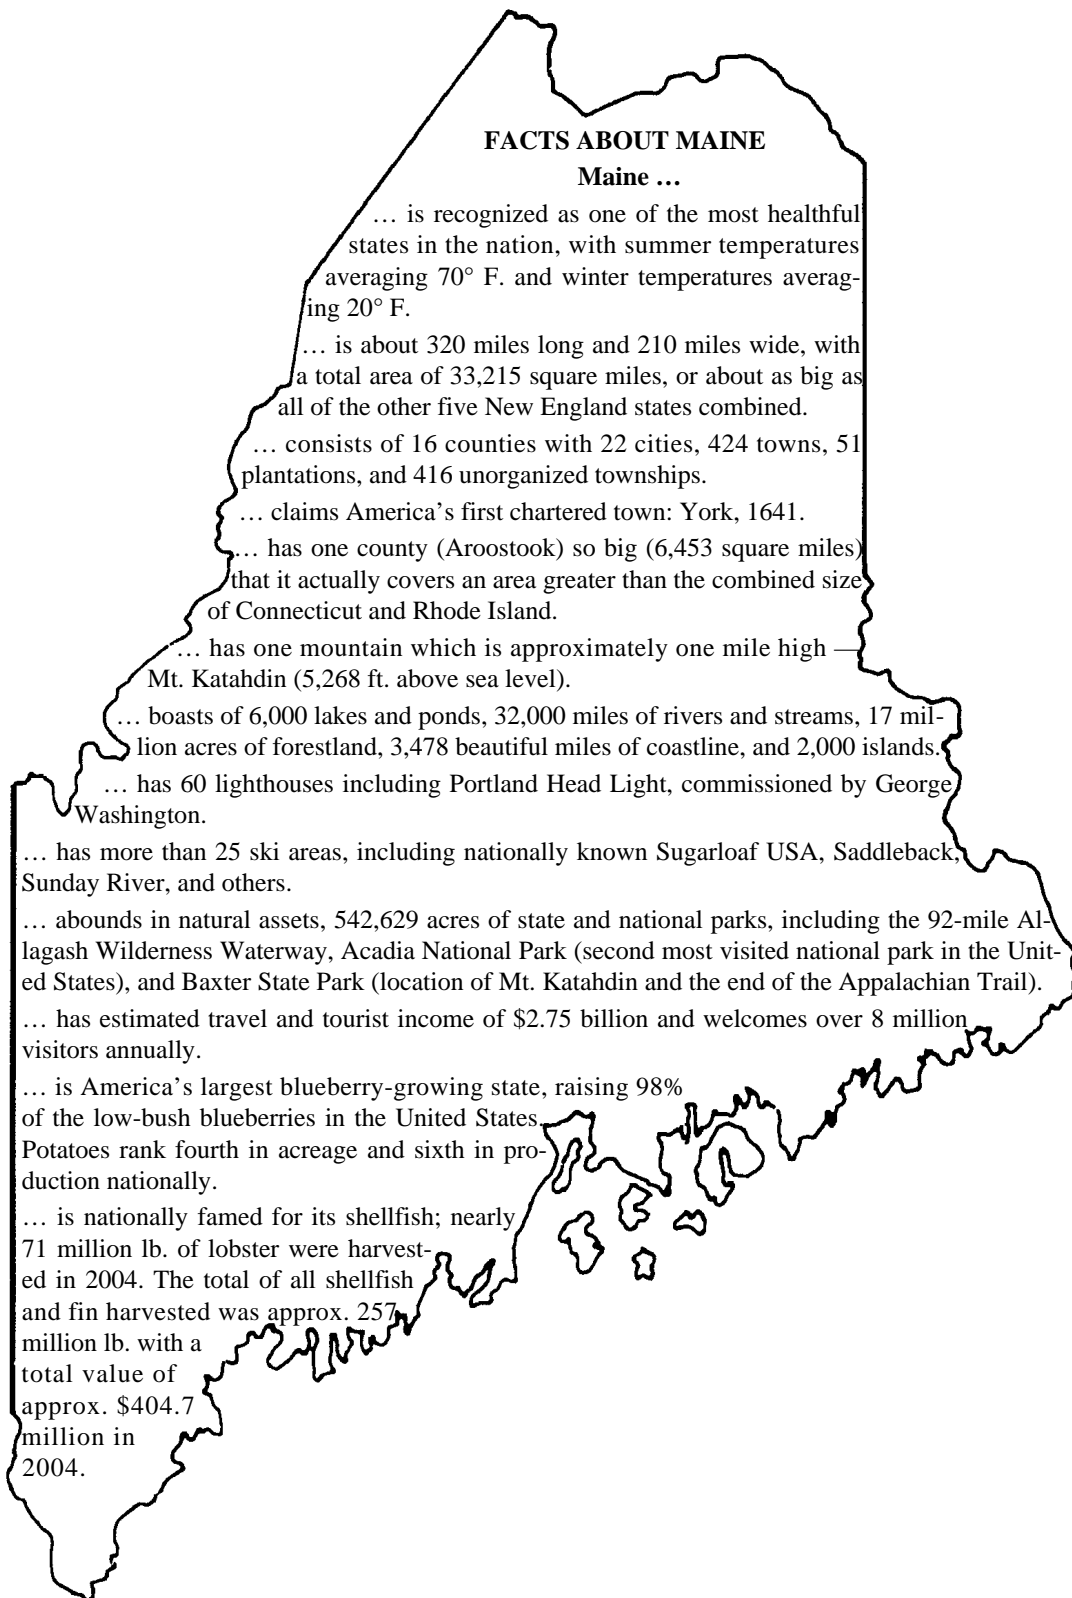 FACTS ABOUT MAINE
Maine …
… is recognized as one of the most healthful
states in the nation, with summer temperatures
averaging 70° F. and winter temperatures averag-
ing 20° F.
… is about 320 miles long and 210 miles wide, with
a total area of 33,215 square miles, or about as big as
all of the other five New England states combined.
… consists of 16 counties with 22 cities, 424 towns, 51
plantations, and 416 unorganized townships.
… claims America’s first chartered town: York, 1641.
… has one county (Aroostook) so big (6,453 square miles)
that it actually covers an area greater than the combined size
of Connecticut and Rhode Island.
… has one mountain which is approximately one mile high —
Mt. Katahdin (5,268 ft. above sea level).
… boasts of 6,000 lakes and ponds, 32,000 miles of rivers and streams, 17 mil-
lion acres of forestland, 3,478 beautiful miles of coastline, and 2,000 islands.
… has 60 lighthouses including Portland Head Light, commissioned by George
Washington.
… has more than 25 ski areas, including nationally known Sugarloaf USA, Saddleback,
Sunday River, and others.
… abounds in natural assets, 542,629 acres of state and national parks, including the 92-mile Al-
lagash Wilderness Waterway, Acadia National Park (second most visited national park in the Unit-
ed States), and Baxter State Park (location of Mt. Katahdin and the end of the Appalachian Trail).
… has estimated travel and tourist income of $2.75 billion and welcomes over 8 million
visitors annually.
… is America’s largest blueberry-growing state, raising 98%
of the low-bush blueberries in the United States.
Potatoes rank fourth in acreage and sixth in pro-
duction nationally.
… is nationally famed for its shellfish; nearly
71 million lb. of lobster were harvest-
ed in 2004. The total of all shellfish
and fin harvested was approx. 257
million lb. with a
total value of
approx. $404.7
million in
2004.